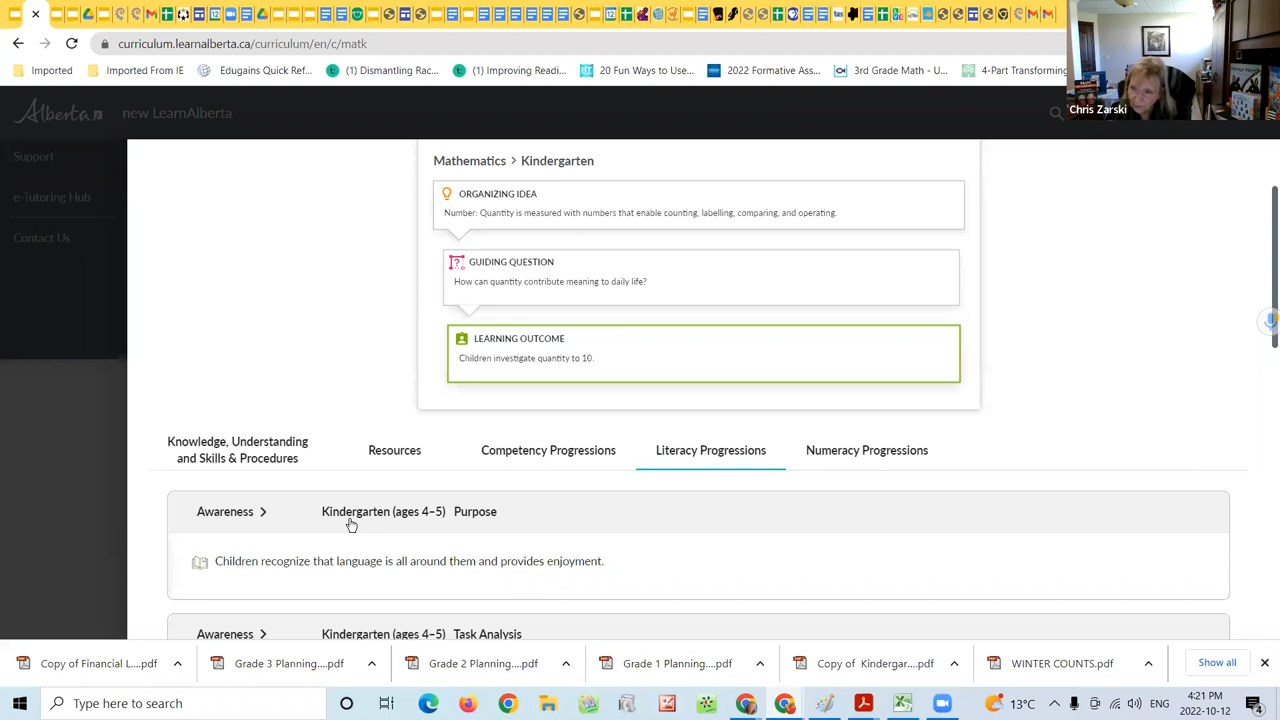 curriculum.learnalberta.ca/curriculum/en/c/matk
Imported
Imported From IE
Edugains Quick Ref...
(1) Dismantling Rac...
(1) Improving Readi...
20 Fun Ways to Use...
2022 Formative Ass...
3rd Grade Math - U...
4-Part Transforming
Chris Zarski
Alberta
new LearnAlberta
Support
e-Tutoring Hub
Contact Us
Mathematics > Kindergarten
ORGANIZING IDEA
Number: Quantity is measured with numbers that enable counting, labelling, comparing, and operating.
GUIDING QUESTION
How can quantity contribute meaning to daily life?
LEARNING OUTCOME
Children investigate quantity to 10.
Knowledge, Understanding
and Skills & Procedures
Resources
Competency Progressions
Literacy Progressions
Numeracy Progressions
Awareness > Kindergarten (ages 4–5) Purpose
Children recognize that language is all around them and provides enjoyment.
Awareness > Kindergarten (ages 4–5) Task Analysis
Copy of Financial L....pdf
Grade 3 Planning....pdf
Grade 2 Planning....pdf
Grade 1 Planning....pdf
Copy of Kindergar....pdf
WINTER COUNTS.pdf
Show all
Type here to search
13°C
ENG
4:21 PM
2022-10-12
4